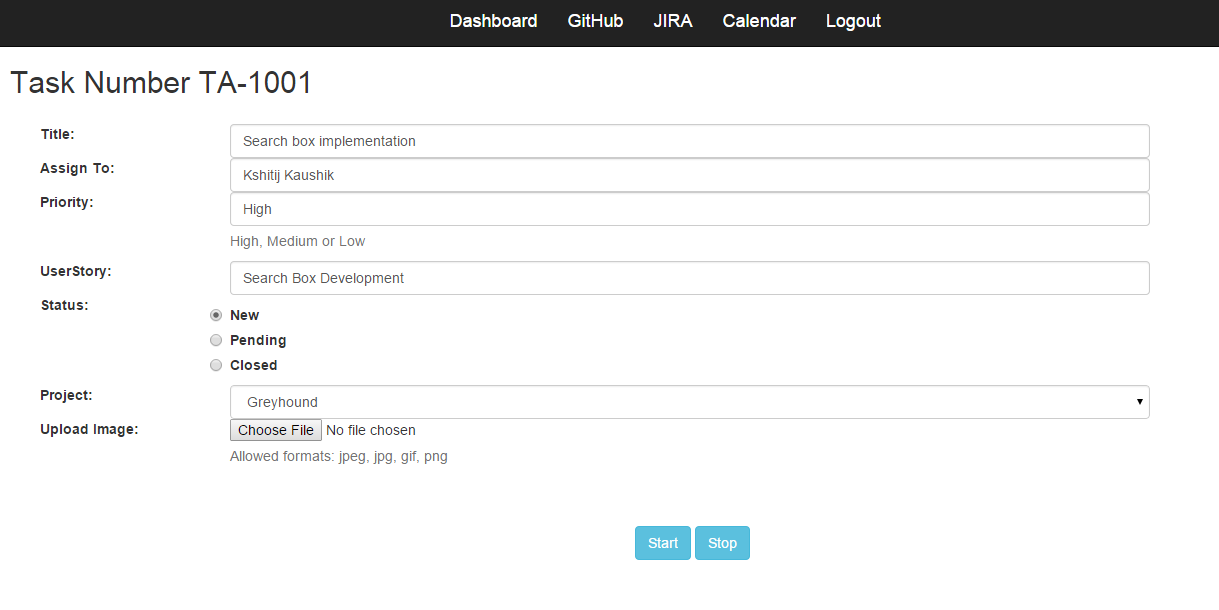 Dashboard GitHub JIRA Calendar Logout
Task Number TA-1001
Title: Search box implementation
Assign To: Kshitij Kaushik
Priority: High
High, Medium or Low
UserStory: Search Box Development
Status:
New
Pending
Closed
Project: Greyhound
Upload Image: Choose File No file chosen
Allowed formats: jpeg, jpg, gif, png
Start Stop